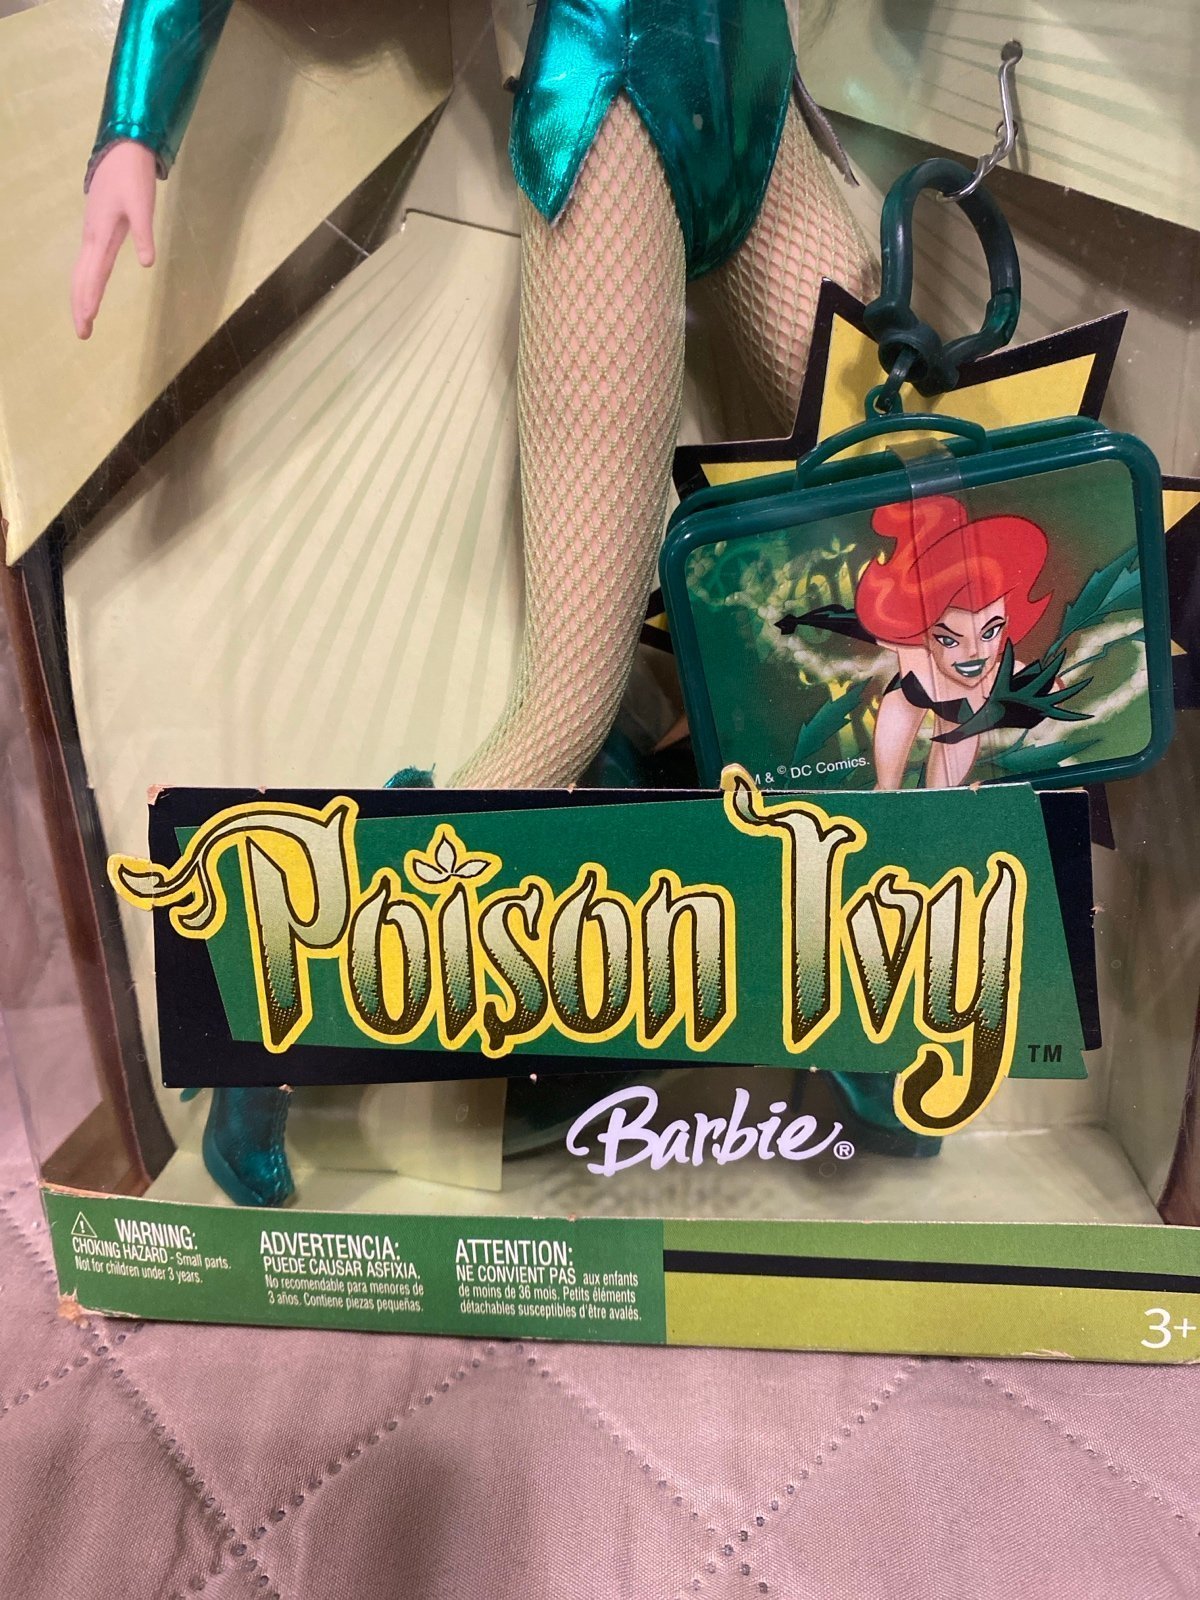 & © DC Comics.
Poison Ivy TM
Barbie®
WARNING:
CHOKING HAZARD - Small parts.
Not for children under 3 years.
ADVERTENCIA:
PUEDE CAUSAR ASFIXIA.
No recomendable para menores de
3 años. Contiene piezas pequeñas.
ATTENTION:
NE CONVIENT PAS aux enfants
de moins de 36 mois. Petits éléments
détachables susceptibles d'être avalés.
3+